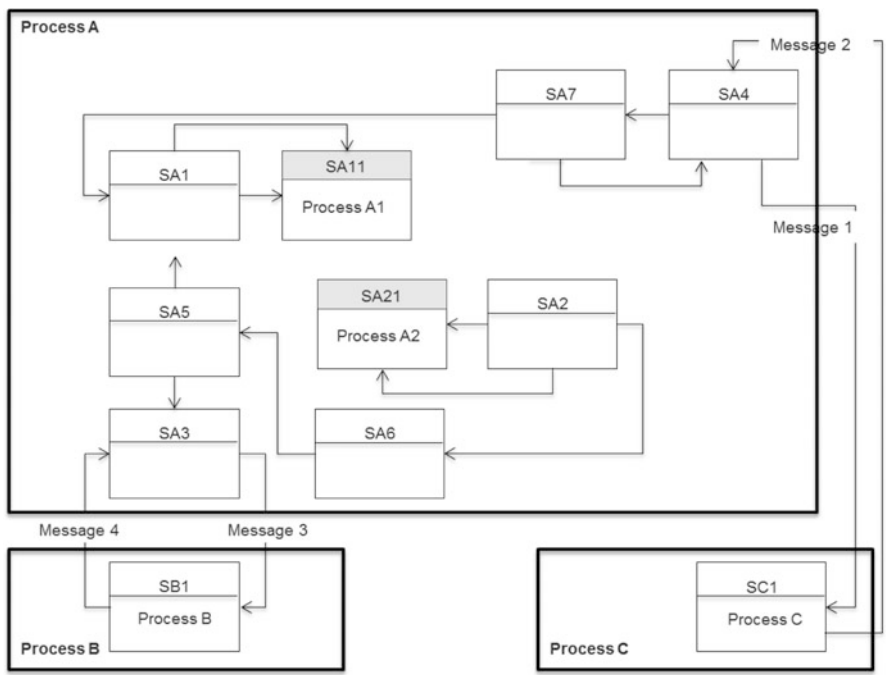 Process A
Message 2
SA7
SA4
SA1
SA11
Process A1
Message 1
SA5
SA21
Process A2
SA2
SA3
SA6
Message 4
Message 3
SB1
Process B
Process B
SC1
Process C
Process C